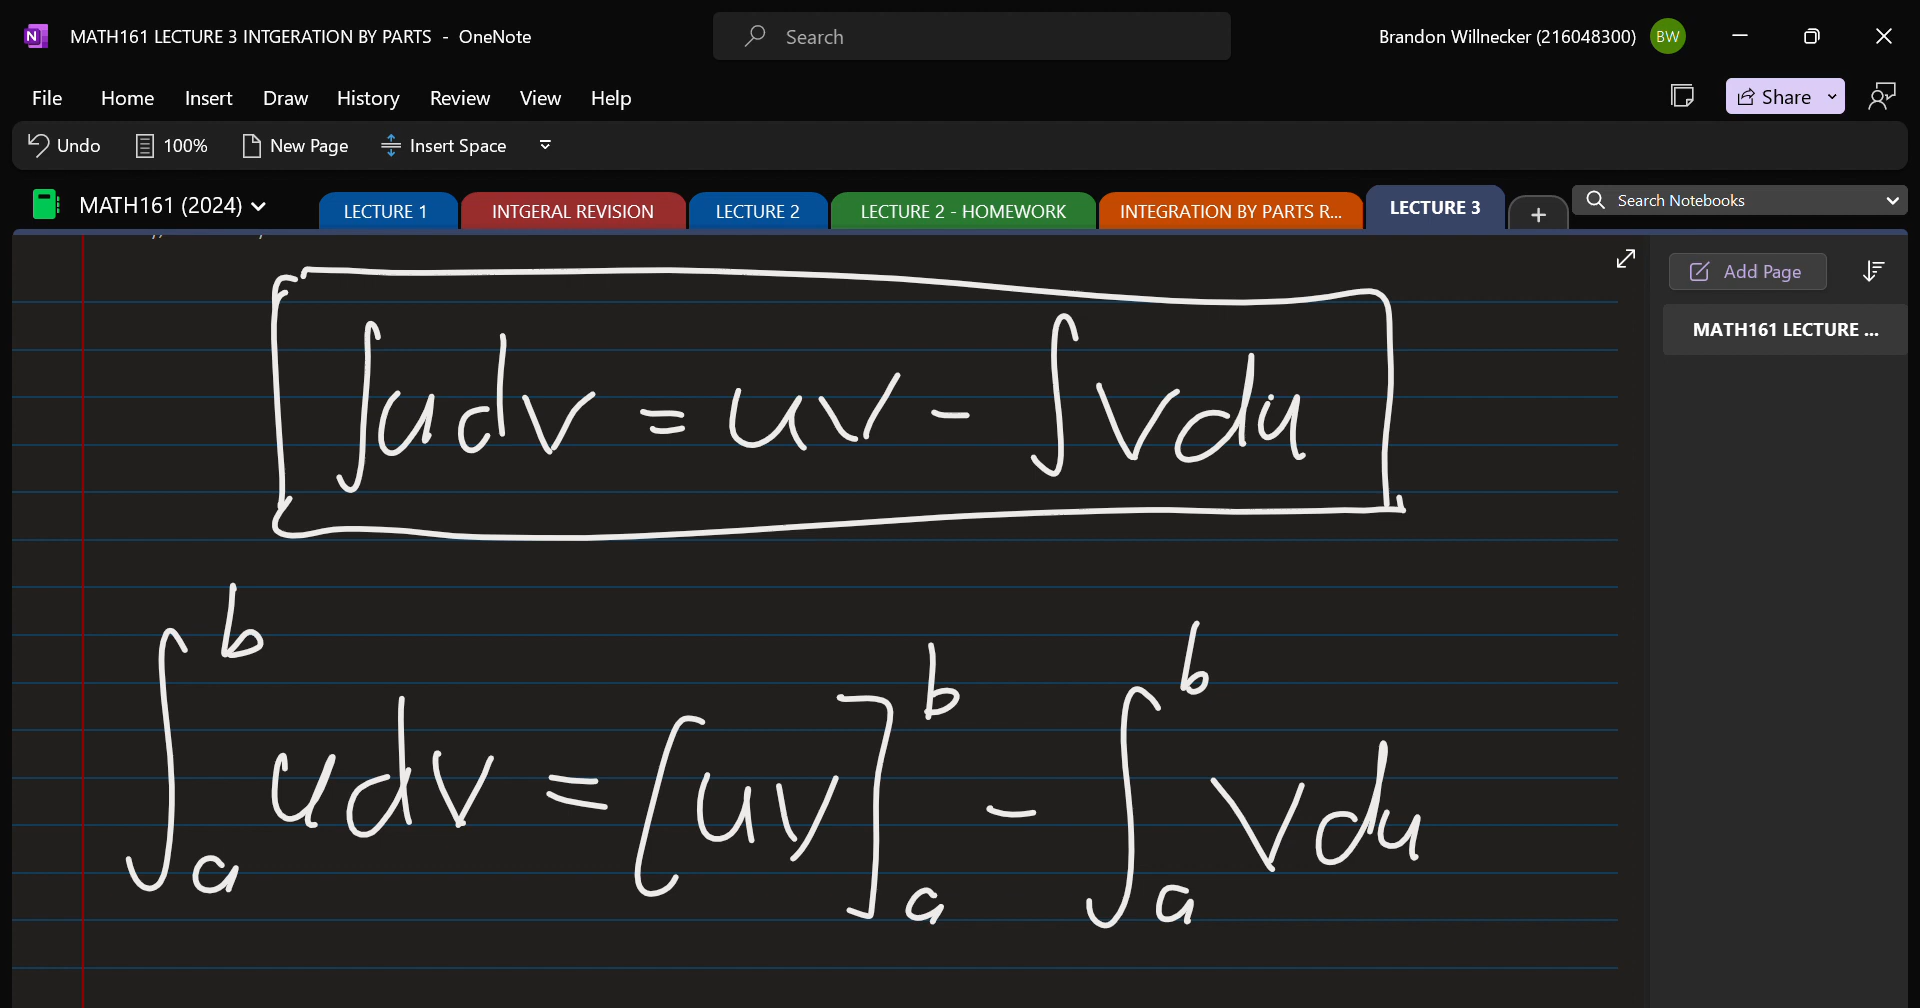 MATH161 LECTURE 3 INTGERATION BY PARTS - OneNote
Search
Brandon Willnecker (216048300) BW
File Home Insert Draw History Review View Help
Share
Undo 100% New Page Insert Space
MATH161 (2024)
LECTURE 1 INTGERAL REVISION LECTURE 2 LECTURE 2 - HOMEWORK INTEGRATION BY PARTS R... LECTURE 3 +
Search Notebooks
Add Page
MATH161 LECTURE ...
∫udv = uv - ∫vdu
∫_a^b udv = [uv]_a^b - ∫_a^b vdu